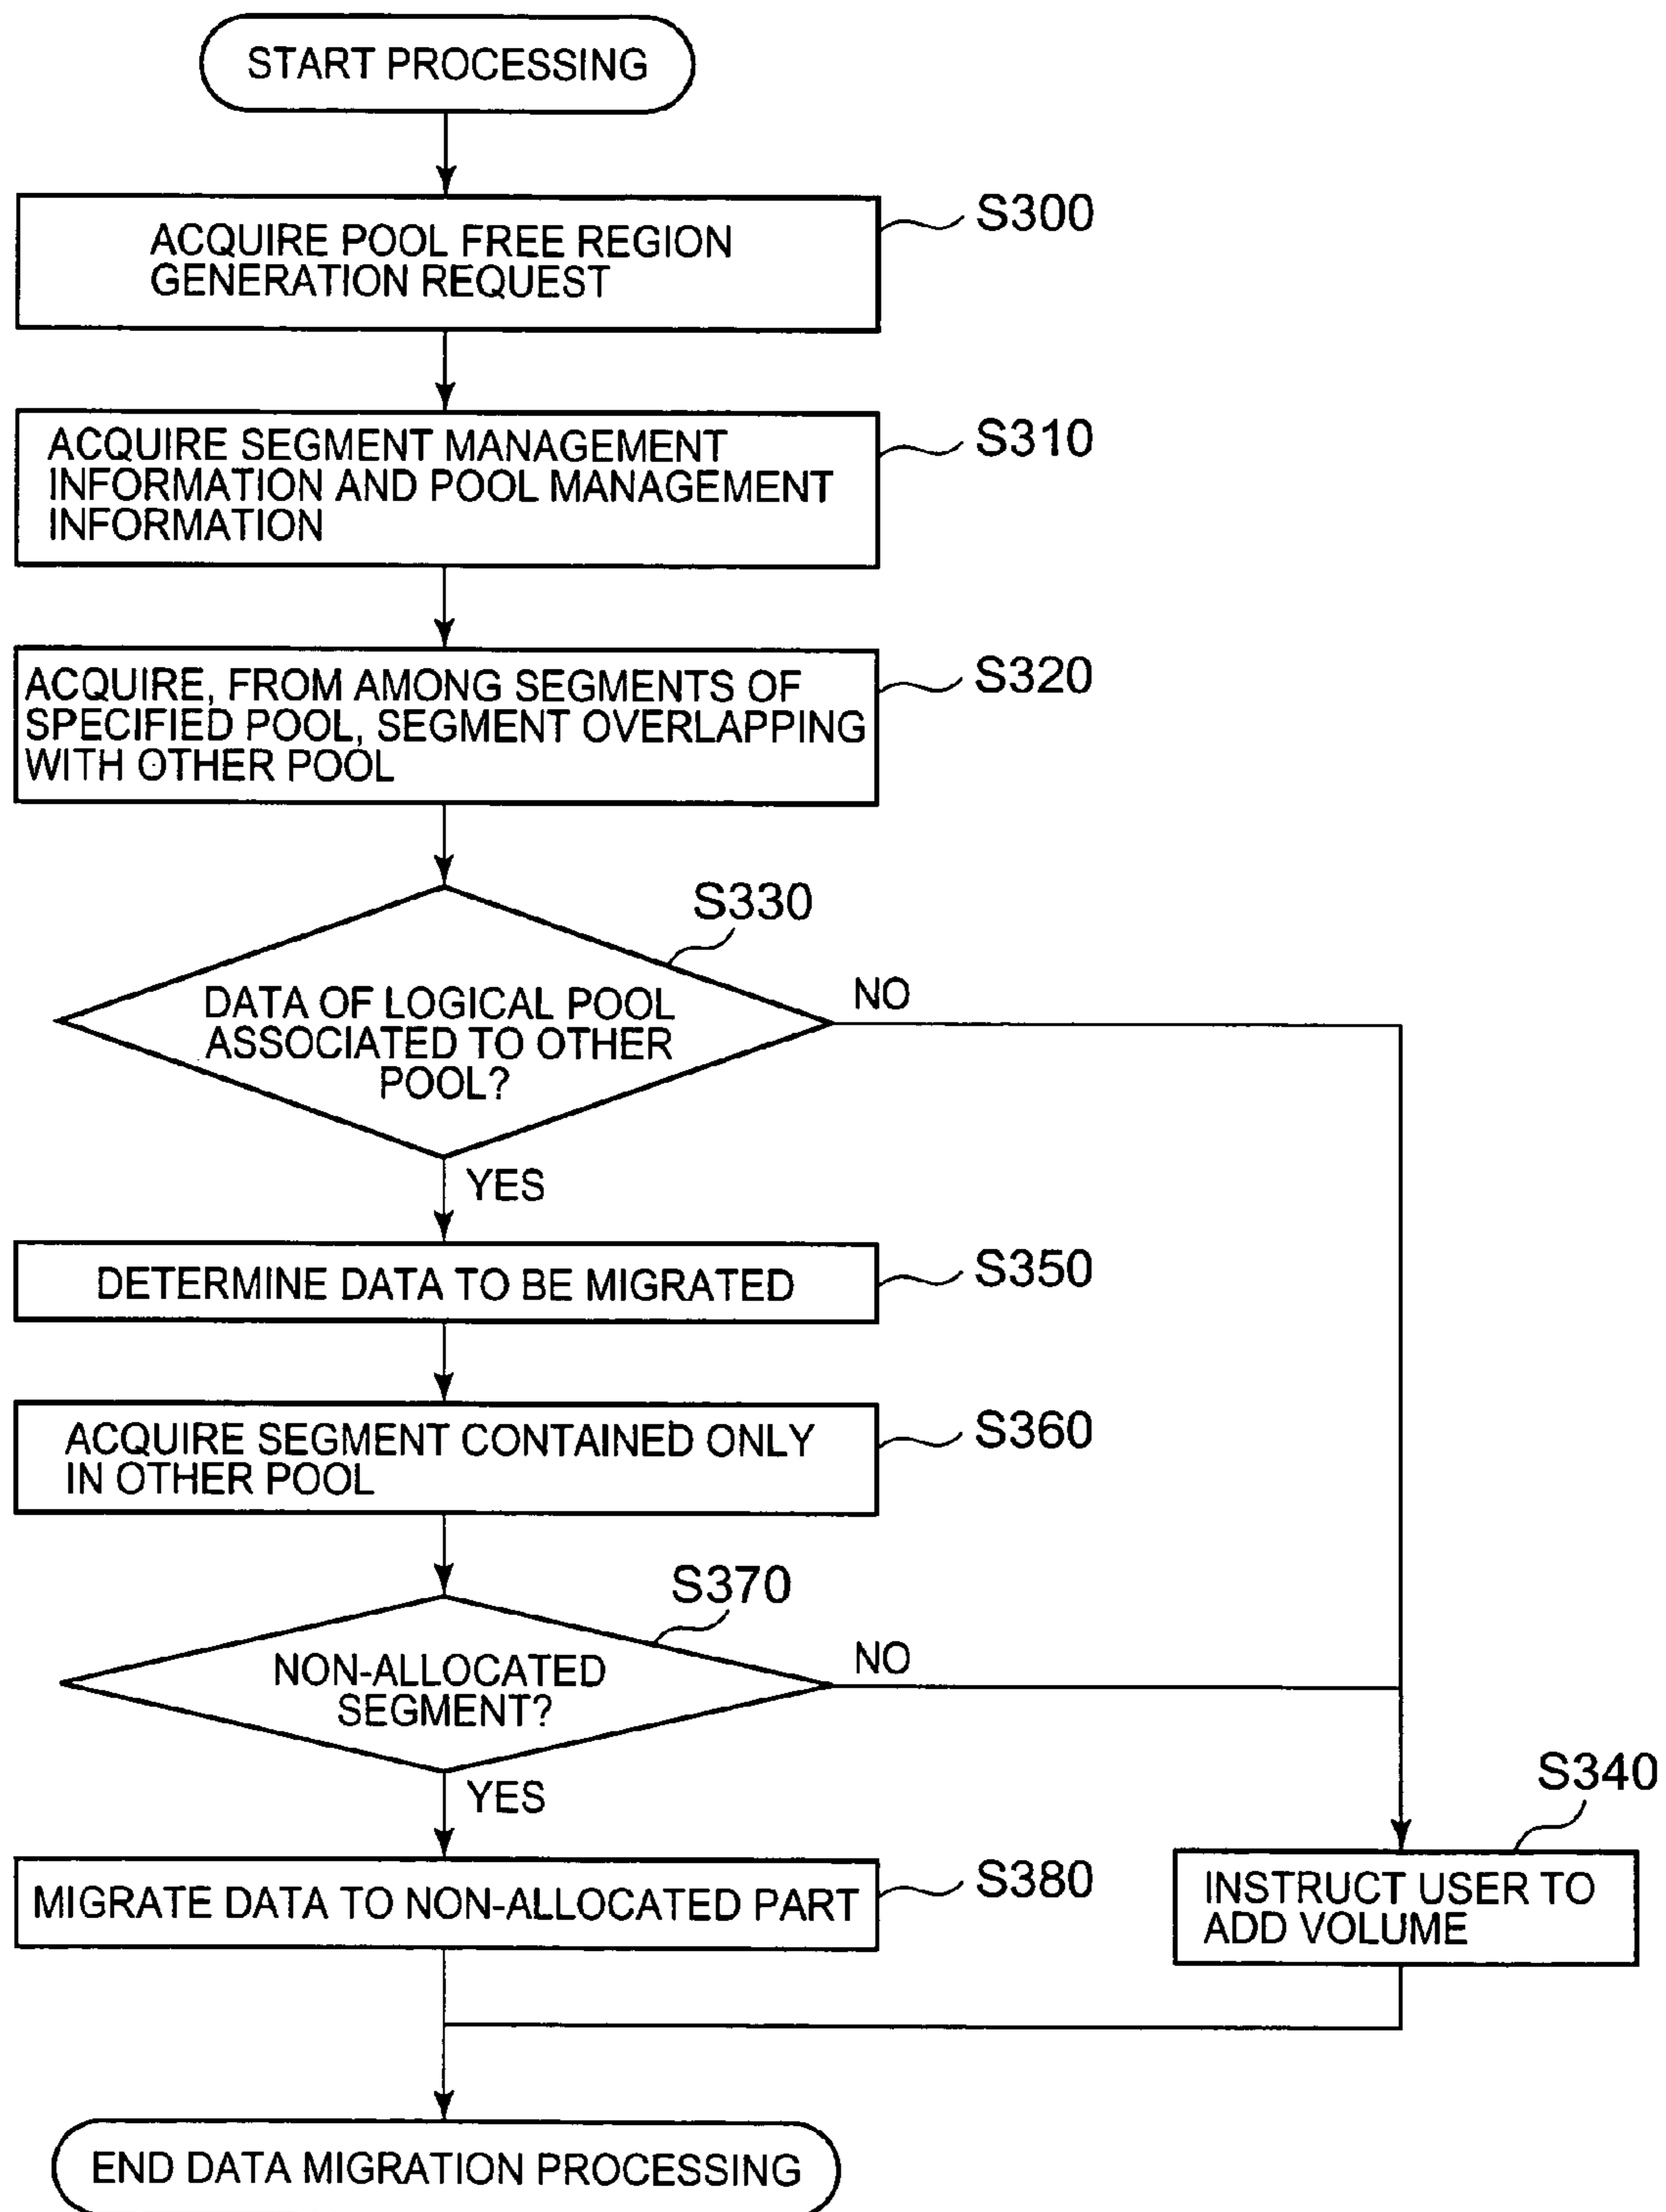 START PROCESSING
S300
ACQUIRE POOL FREE REGION
GENERATION REQUEST
S310
ACQUIRE SEGMENT MANAGEMENT
INFORMATION AND POOL MANAGEMENT
INFORMATION
S320
ACQUIRE, FROM AMONG SEGMENTS OF
SPECIFIED POOL, SEGMENT OVERLAPPING
WITH OTHER POOL
S330
NO
DATA OF LOGICAL POOL
ASSOCIATED TO OTHER
POOL?
YES
S350
DETERMINE DATA TO BE MIGRATED
S360
ACQUIRE SEGMENT CONTAINED ONLY
IN OTHER POOL
S370
NO
NON-ALLOCATED
SEGMENT?
YES
S340
S380
MIGRATE DATA TO NON-ALLOCATED PART
INSTRUCT USER TO
ADD VOLUME
END DATA MIGRATION PROCESSING